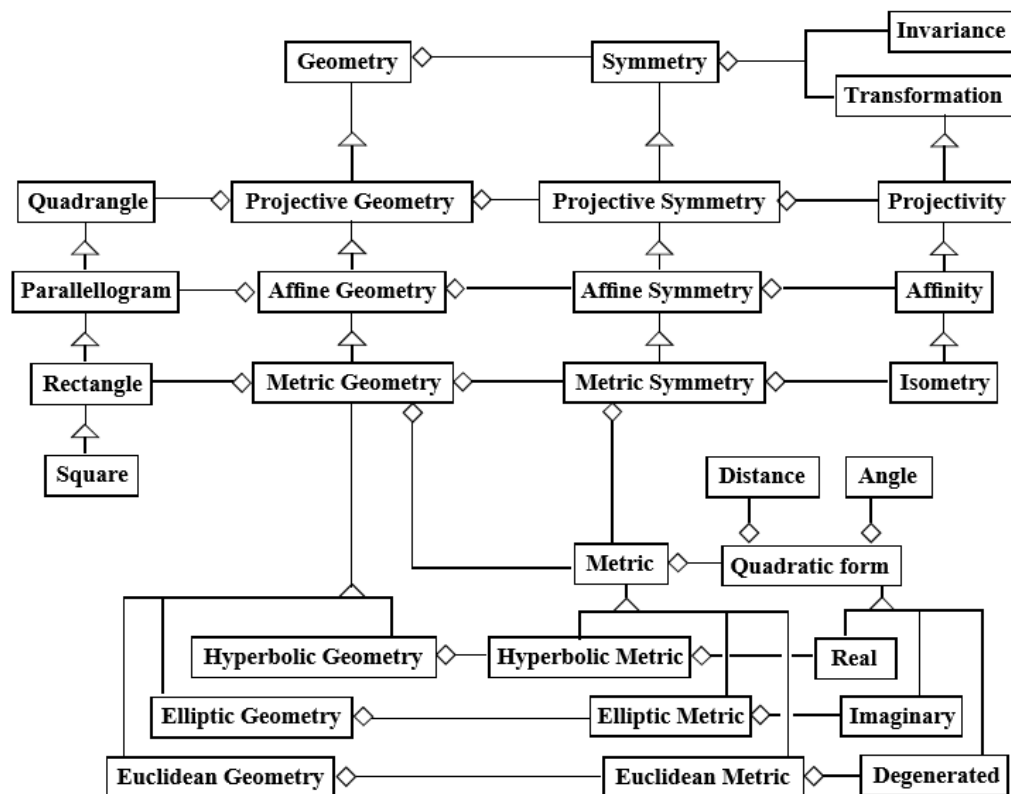 Invariance
Geometry
Symmetry
Transformation
Quadrangle
Projective Geometry
Projective Symmetry
Projectivity
Parallellogram
Affine Geometry
Affine Symmetry
Affinity
Rectangle
Metric Geometry
Metric Symmetry
Isometry
Square
Distance
Angle
Metric
Quadratic form
Hyperbolic Geometry
Hyperbolic Metric
Real
Elliptic Geometry
Elliptic Metric
Imaginary
Euclidean Geometry
Euclidean Metric
Degenerated